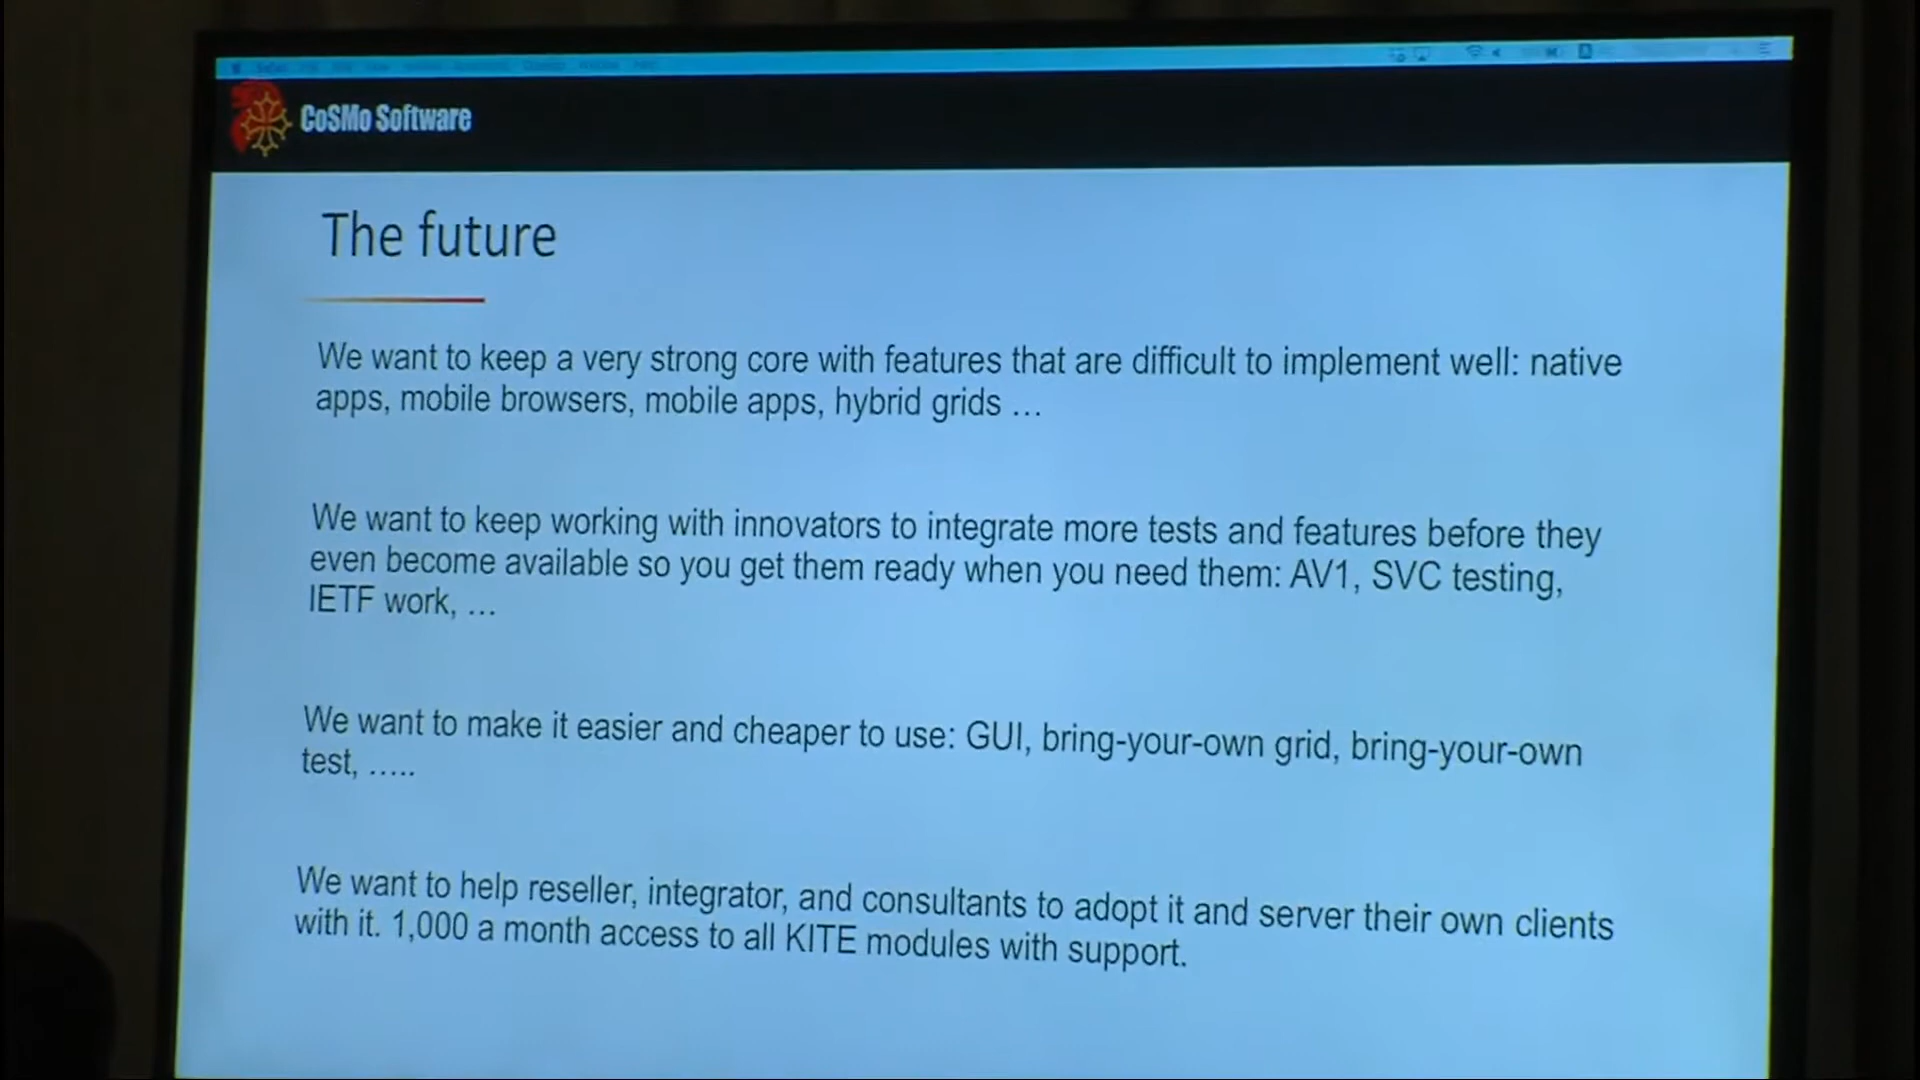 CoSMo Software
The future
We want to keep a very strong core with features that are difficult to implement well: native
apps, mobile browsers, mobile apps, hybrid grids …
We want to keep working with innovators to integrate more tests and features before they
even become available so you get them ready when you need them: AV1, SVC testing,
IETF work, …
We want to make it easier and cheaper to use: GUI, bring-your-own grid, bring-your-own
test, …..
We want to help reseller, integrator, and consultants to adopt it and server their own clients
with it. 1,000 a month access to all KITE modules with support.